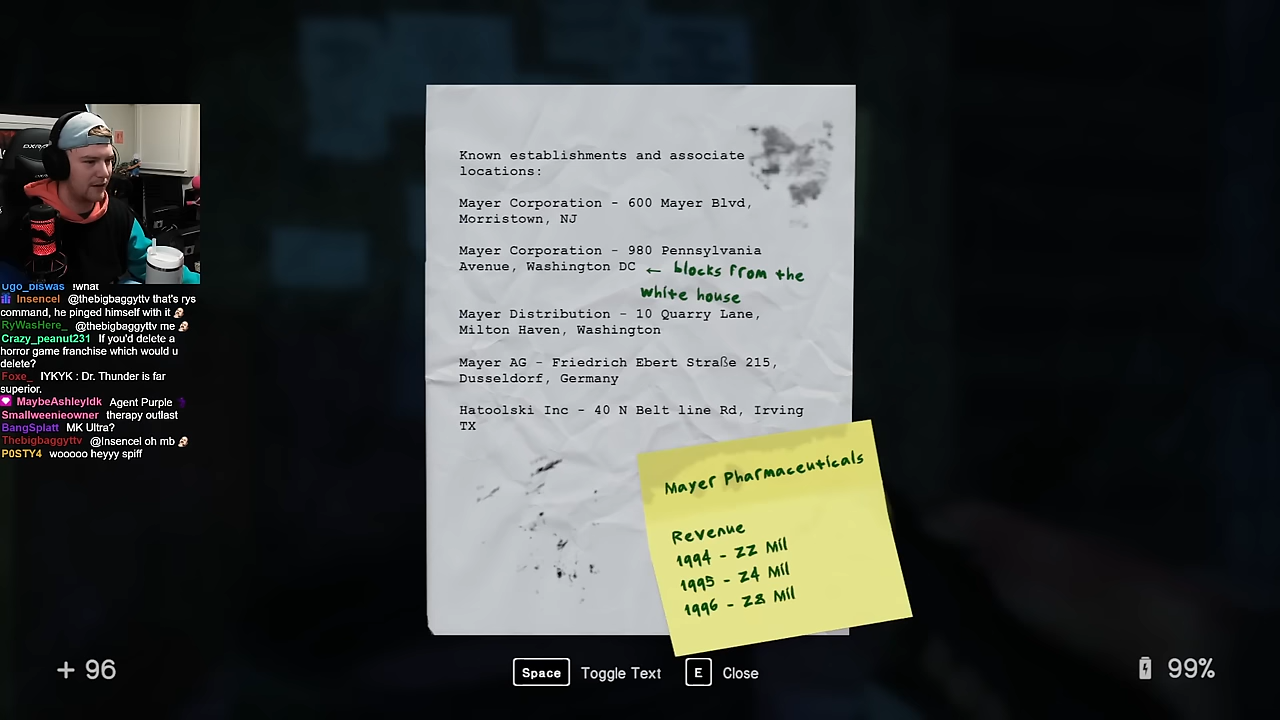 DXRA
Ugo_biswas !what
Insencel @thebigbaggyttv that's rys
command, he pinged himself with it
RyWasHere_ @thebigbaggyttv me
Crazy_peanut231 If you'd delete a
horror game franchise which would u
delete?
Foxe_ IYKYK : Dr. Thunder is far
superior.
MaybeAshleyIdk Agent Purple
Smallweenieowner therapy outlast
BangSplatt MK Ultra?
Thebigbaggyttv @Insencel oh mb
P0STY4 wooooo heyyy spiff
Known establishments and associate
locations:
Mayer Corporation - 600 Mayer Blvd,
Morristown, NJ
Mayer Corporation - 980 Pennsylvania
Avenue, Washington DC ← blocks from the
white house
Mayer Distribution - 10 Quarry Lane,
Milton Haven, Washington
Mayer AG - Friedrich Ebert Straße 215,
Dusseldorf, Germany
Hatoolski Inc - 40 N Belt line Rd, Irving
TX
Mayer Pharmaceuticals
Revenue
1994 - 22 Mil
1995 - 24 Mil
1996 - 28 Mil
+ 96
Space Toggle Text E Close
99%